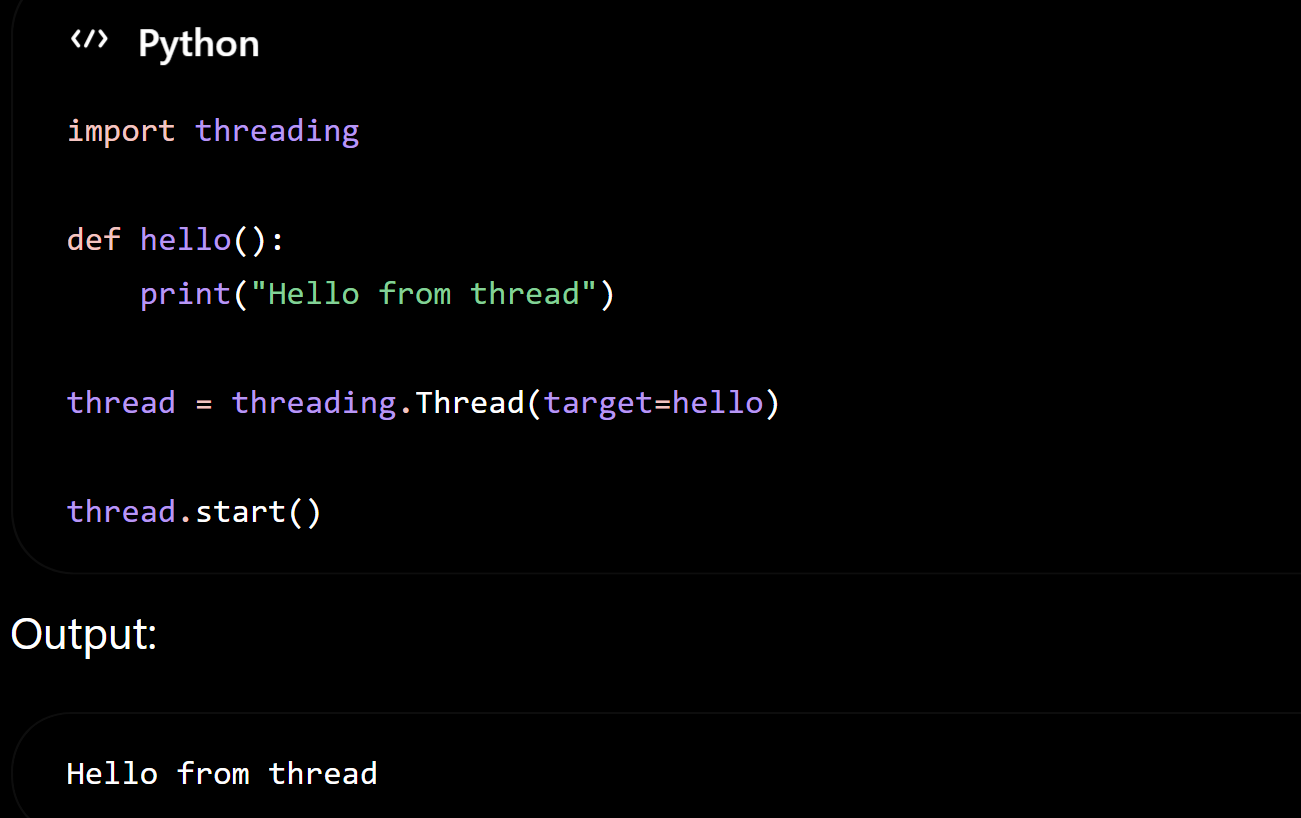 </> Python
import threading
def hello():
    print("Hello from thread")
thread = threading.Thread(target=hello)
thread.start()
Output:
Hello from thread